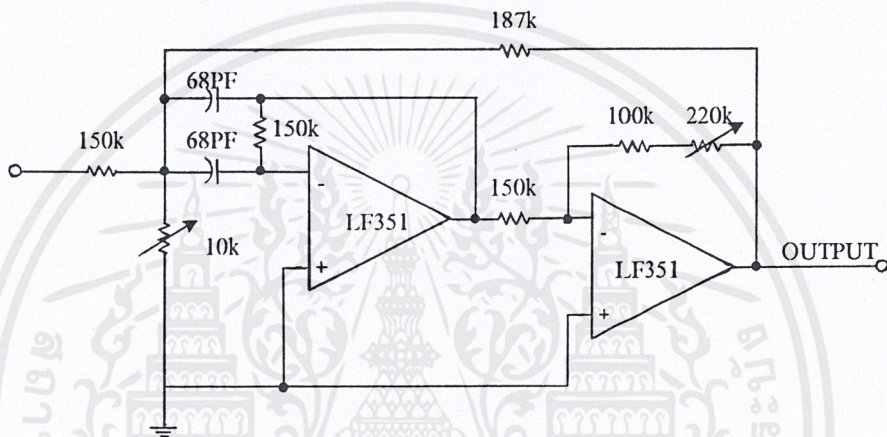 187k
68PF
150k
68PF
150k
10k
-
LF351
+
150k
100k
220k
-
LF351
+
OUTPUT